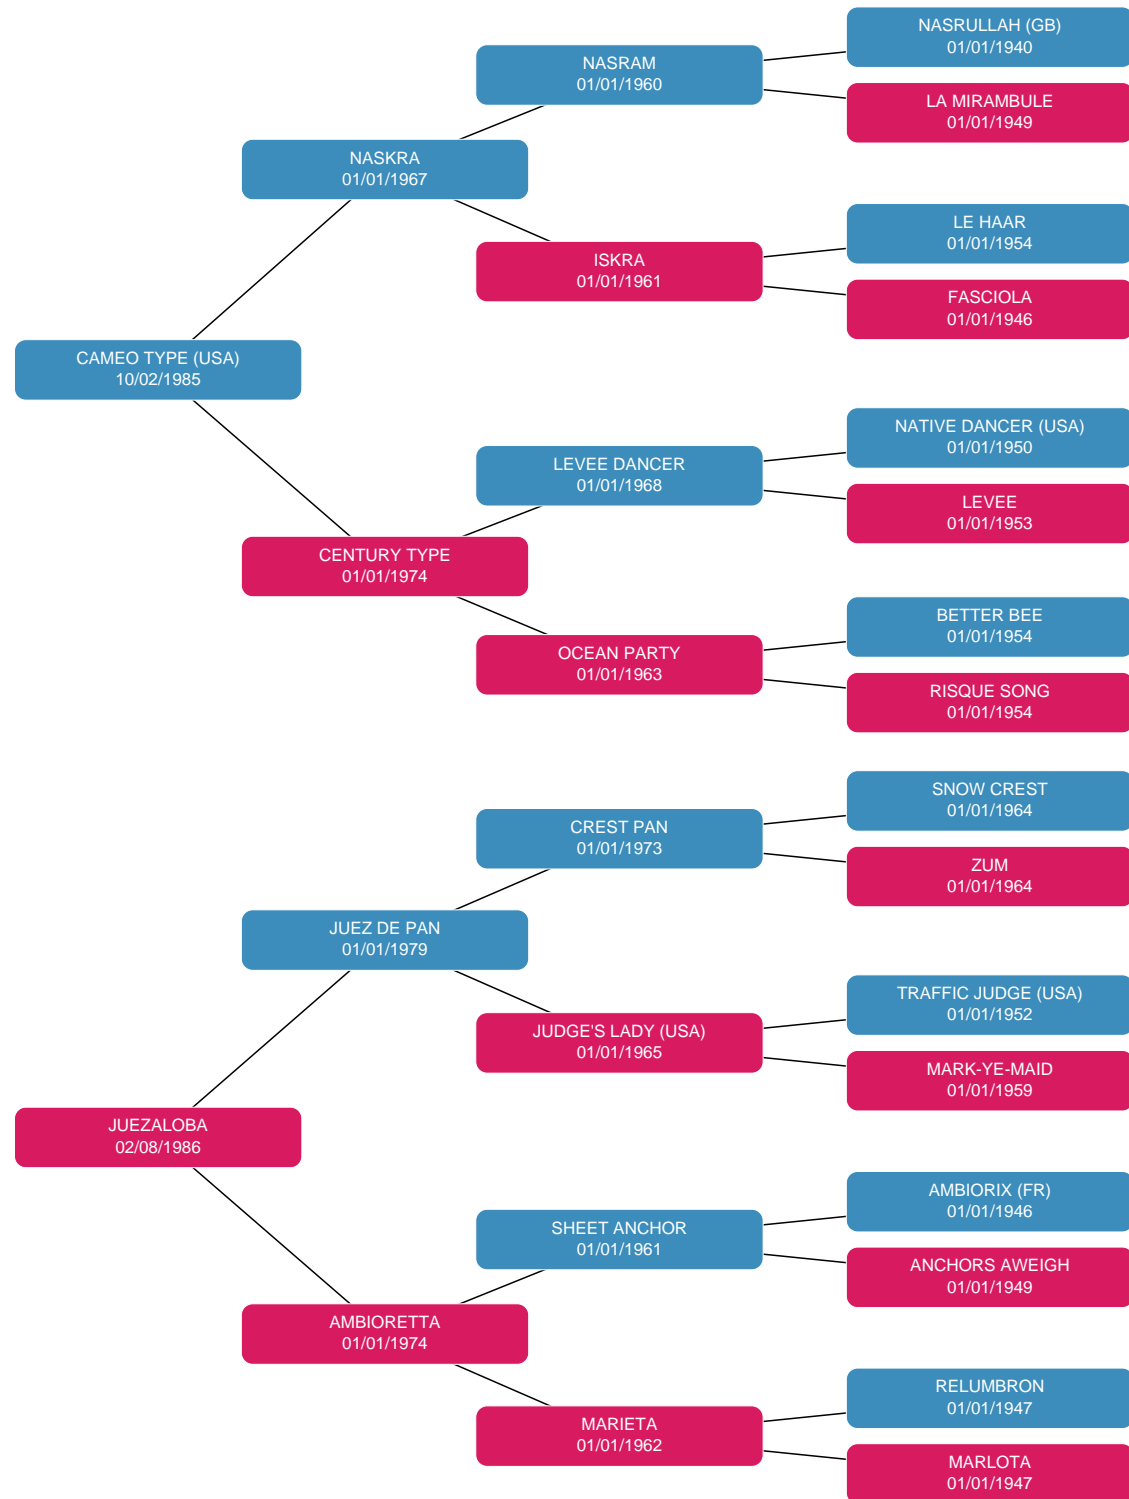 NASRULLAH (GB)
01/01/1940
NASRAM
01/01/1960
LA MIRAMBULE
01/01/1949
NASKRA
01/01/1967
LE HAAR
01/01/1954
ISKRA
01/01/1961
FASCIOLA
01/01/1946
CAMEO TYPE (USA)
10/02/1985
NATIVE DANCER (USA)
01/01/1950
LEVEE DANCER
01/01/1968
LEVEE
01/01/1953
CENTURY TYPE
01/01/1974
BETTER BEE
01/01/1954
OCEAN PARTY
01/01/1963
RISQUE SONG
01/01/1954
SNOW CREST
01/01/1964
CREST PAN
01/01/1973
ZUM
01/01/1964
JUEZ DE PAN
01/01/1979
TRAFFIC JUDGE (USA)
01/01/1952
JUDGE'S LADY (USA)
01/01/1965
MARK-YE-MAID
01/01/1959
JUEZALOBA
02/08/1986
AMBIORIX (FR)
01/01/1946
SHEET ANCHOR
01/01/1961
ANCHORS AWEIGH
01/01/1949
AMBIORETTA
01/01/1974
RELUMBRON
01/01/1947
MARIETA
01/01/1962
MARLOTA
01/01/1947